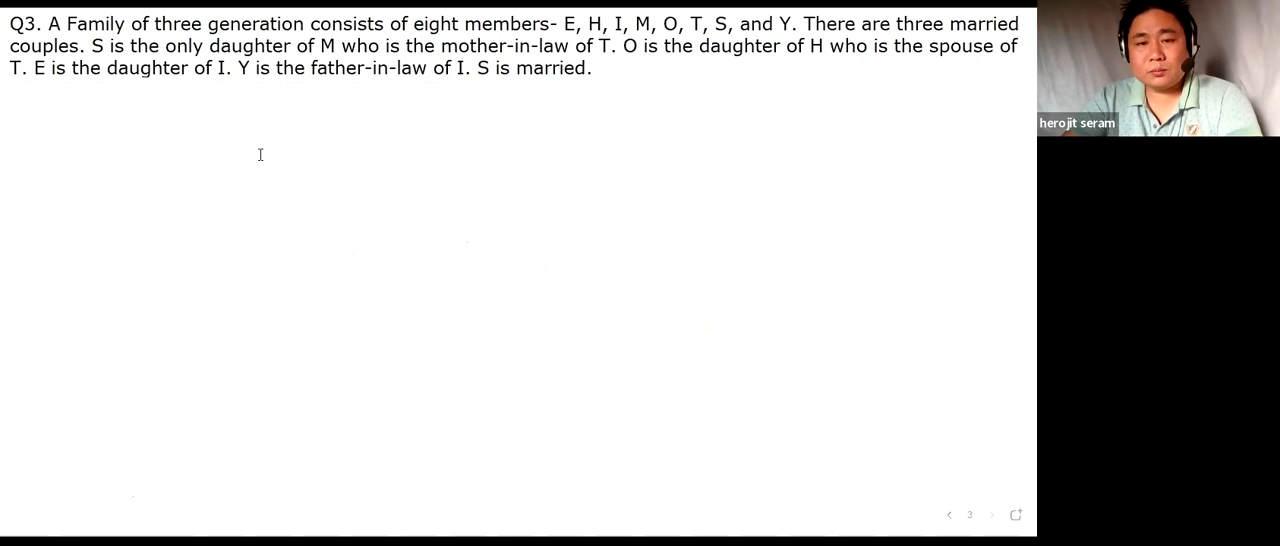 Q3. A Family of three generation consists of eight members- E, H, I, M, O, T, S, and Y. There are three married
couples. S is the only daughter of M who is the mother-in-law of T. O is the daughter of H who is the spouse of
T. E is the daughter of I. Y is the father-in-law of I. S is married.
herojit seram
3